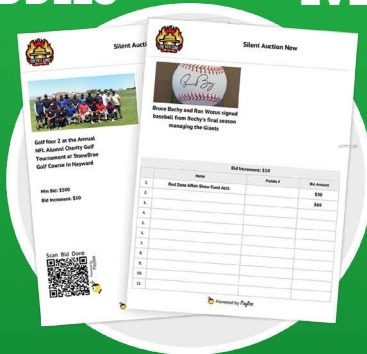 Silent Auction New
Bruce Bochy and Ron Wotus signed
baseball from Bochy's final season
managing the Giants
Bid Increment: $10
Name
Paddle #
Bid Amount
1. Red Zone Affair Show Fund Acct.
$50
2.
$60
3.
4.
5.
6.
7.
8.
9.
10.
11.
Powered by PayBee
Silent Aucti
Golf four 2 at the Annual
NFL Alumni Charity Golf
Tournament at StoneBrae
Golf Course in Hayward
Min Bid: $500
Bid Increment: $50
Scan Bid Done